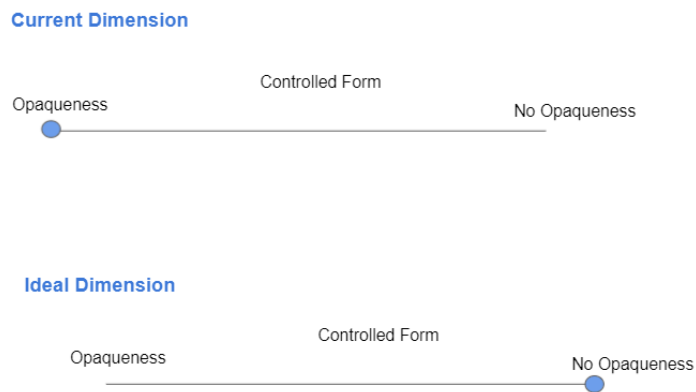 Current Dimension
Controlled Form
Opaqueness
No Opaqueness
Ideal Dimension
Controlled Form
Opaqueness
No Opaqueness